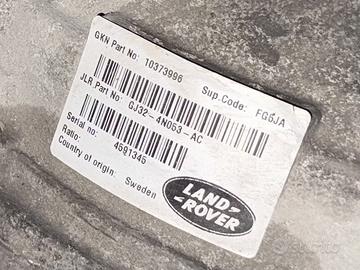 GKN Part No: 10373996
Sup.Code: FG5JA
JLR.Part No: GJ32-4N053-AC
Serial no:
Ratio: 4591345
Country of origin: Sweden
LAND-
-ROVER